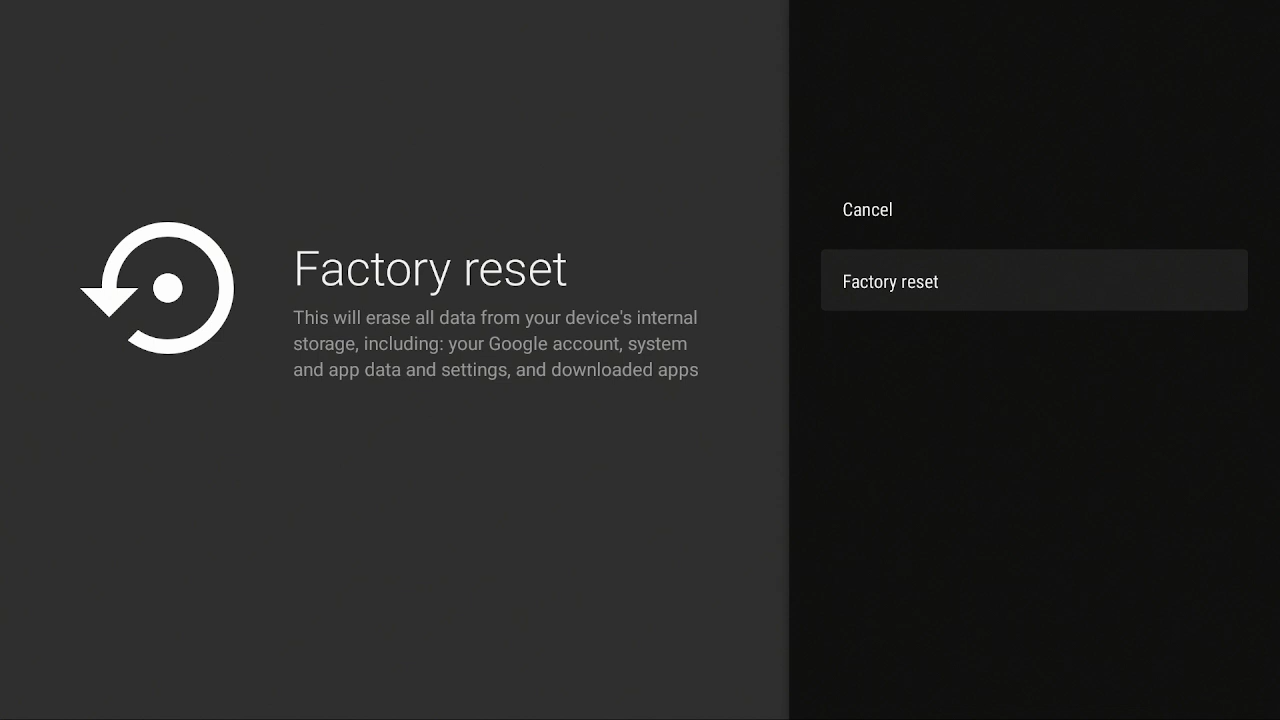 Factory reset
This will erase all data from your device's internal
storage, including: your Google account, system
and app data and settings, and downloaded apps
Cancel
Factory reset